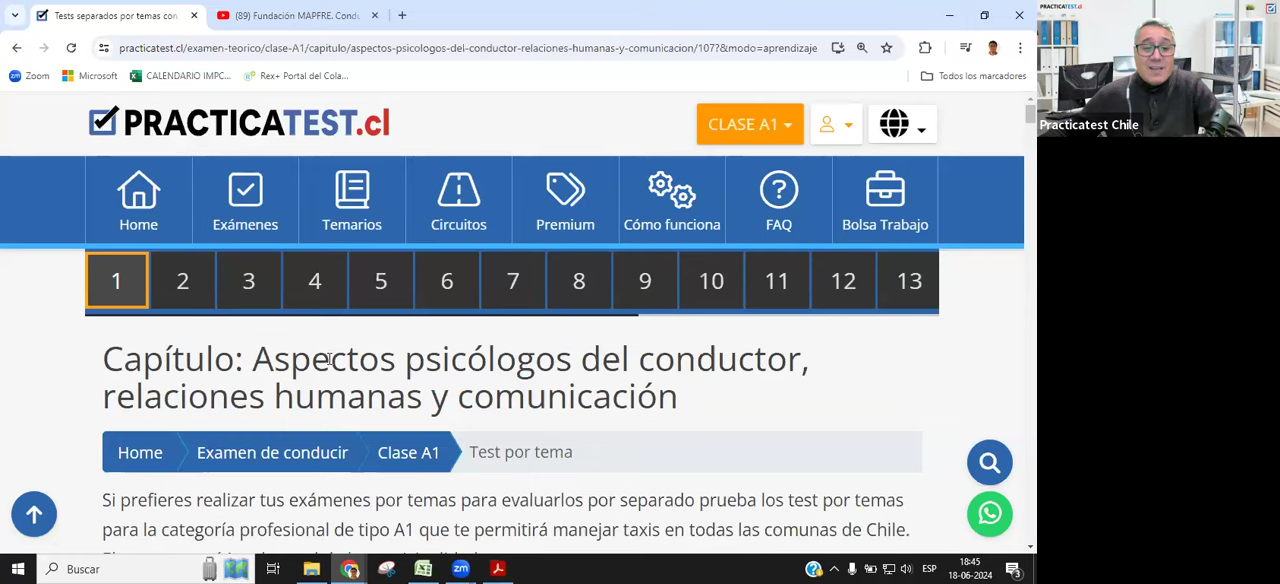 Tests separados por temas con
(89) Fundación MAPFRE. Condu
practicatest.cl/examen-teorico/clase-A1/capitulo/aspectos-psicologos-del-conductor-relaciones-humanas-y-comunicacion/107?&modo=aprendizaje
Zoom
Microsoft
CALENDARIO IMPC...
Rex+ Portal del Cola...
Todos los marcadores
PRACTICATEST.cl
CLASE A1
Home
Exámenes
Temarios
Circuitos
Premium
Cómo funciona
FAQ
Bolsa Trabajo
1 2 3 4 5 6 7 8 9 10 11 12 13
Capítulo: Aspectos psicólogos del conductor,
relaciones humanas y comunicación
Home
Examen de conducir
Clase A1
Test por tema
Si prefieres realizar tus exámenes por temas para evaluarlos por separado prueba los test por temas
para la categoría profesional de tipo A1 que te permitirá manejar taxis en todas las comunas de Chile.
Buscar
ESP
18:45
18-06-2024
3
PRACTICATEST.cl
Practicatest Chile